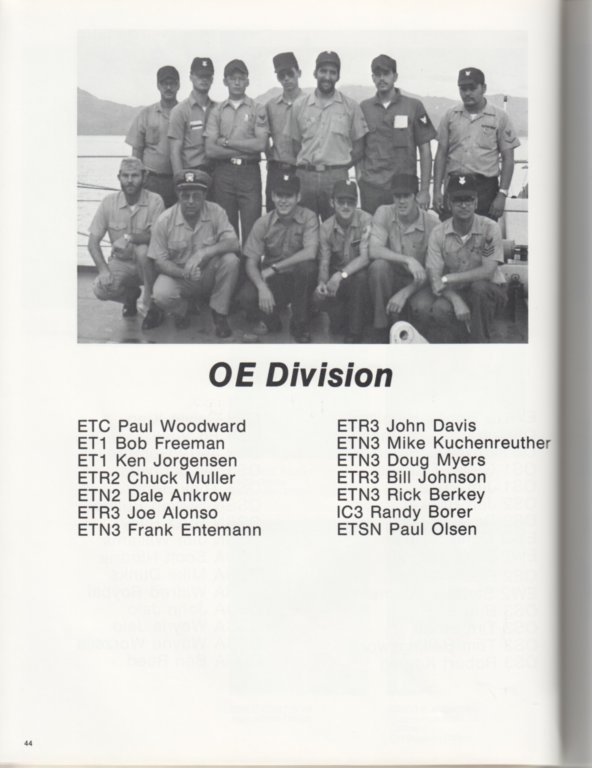 OE Division
ETC Paul Woodward
ET1 Bob Freeman
ET1 Ken Jorgensen
ETR2 Chuck Muller
ETN2 Dale Ankrow
ETR3 Joe Alonso
ETN3 Frank Entemann
ETR3 John Davis
ETN3 Mike Kuchenreuther
ETN3 Doug Myers
ETR3 Bill Johnson
ETN3 Rick Berkey
IC3 Randy Borer
ETSN Paul Olsen
44